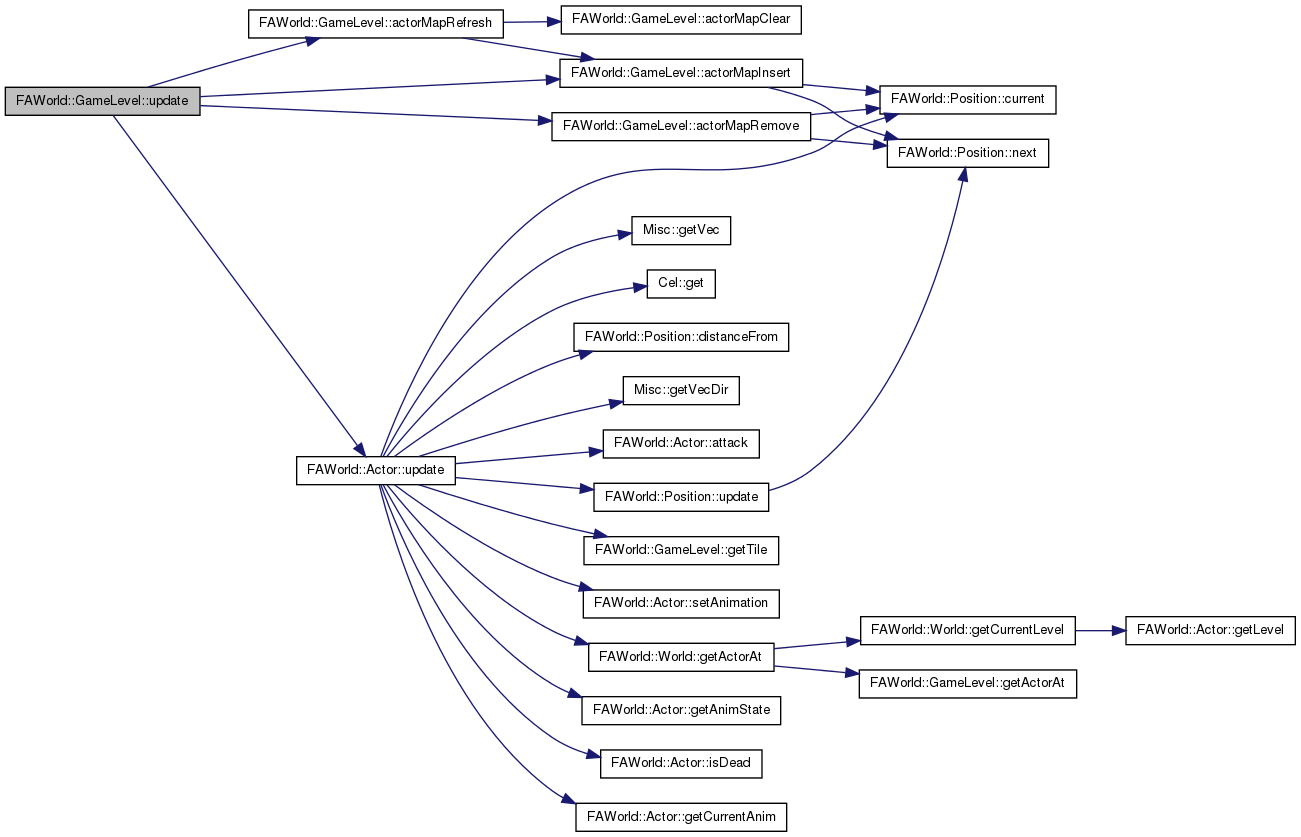 FAWorld::GameLevel::actorMapRefresh
FAWorld::GameLevel::actorMapClear
FAWorld::GameLevel::actorMapInsert
FAWorld::GameLevel::update
FAWorld::Position::current
FAWorld::GameLevel::actorMapRemove
FAWorld::Position::next
Misc::getVec
Cel::get
FAWorld::Position::distanceFrom
Misc::getVecDir
FAWorld::Actor::attack
FAWorld::Actor::update
FAWorld::Position::update
FAWorld::GameLevel::getTile
FAWorld::Actor::setAnimation
FAWorld::World::getCurrentLevel
FAWorld::Actor::getLevel
FAWorld::World::getActorAt
FAWorld::GameLevel::getActorAt
FAWorld::Actor::getAnimState
FAWorld::Actor::isDead
FAWorld::Actor::getCurrentAnim